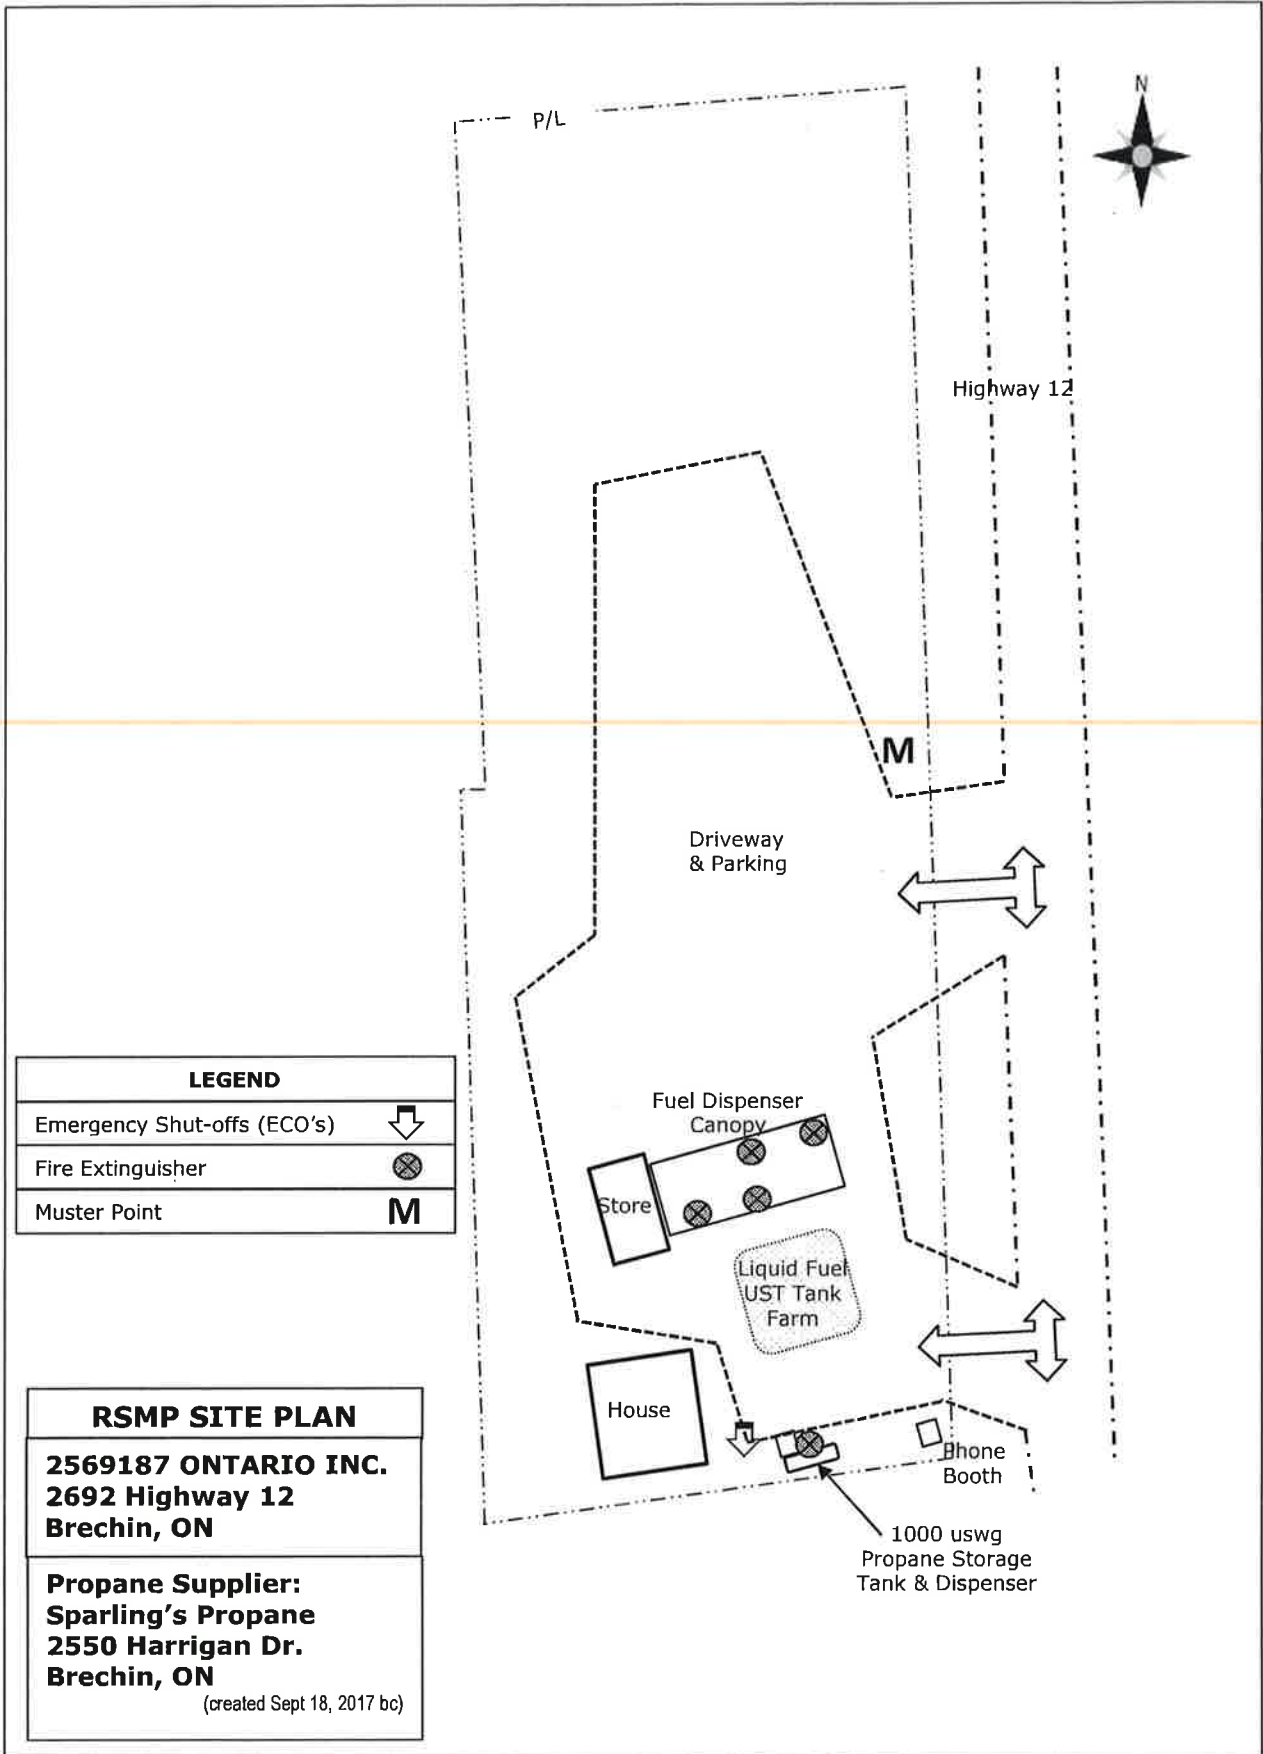 N
P/L
Highway 12
M
Driveway
& Parking
LEGEND
Emergency Shut-offs (ECO's)
Fire Extinguisher
Muster Point M
Fuel Dispenser
Canopy
Store
Liquid Fuel
UST Tank
Farm
House
Phone
Booth
1000 uswg
Propane Storage
Tank & Dispenser
RSMP SITE PLAN
2569187 ONTARIO INC.
2692 Highway 12
Brechin, ON
Propane Supplier:
Sparling's Propane
2550 Harrigan Dr.
Brechin, ON
(created Sept 18, 2017 bc)